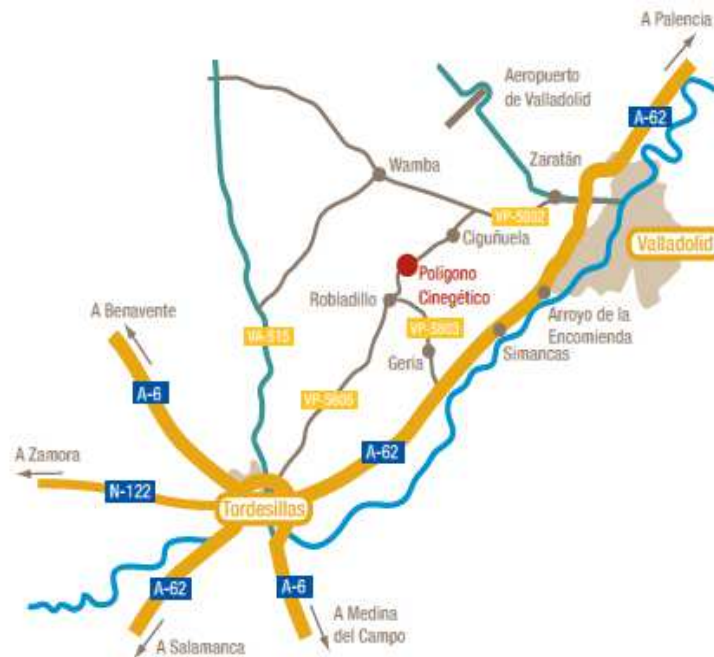 A Palencia
Aeropuerto
de Valladolid
A-62
Zaratán
Wamba
VP-5802
Ciguñuela
Valladolid
Polígono
Cinegético
Robladillo
A Benavente
Arroyo de la
Encomienda
VA-515
VP-5803
Simancas
Geria
A-6
VP-5805
A Zamora
A-62
N-122
Tordesillas
A-62
A-6
A Medina
del Campo
A Salamanca